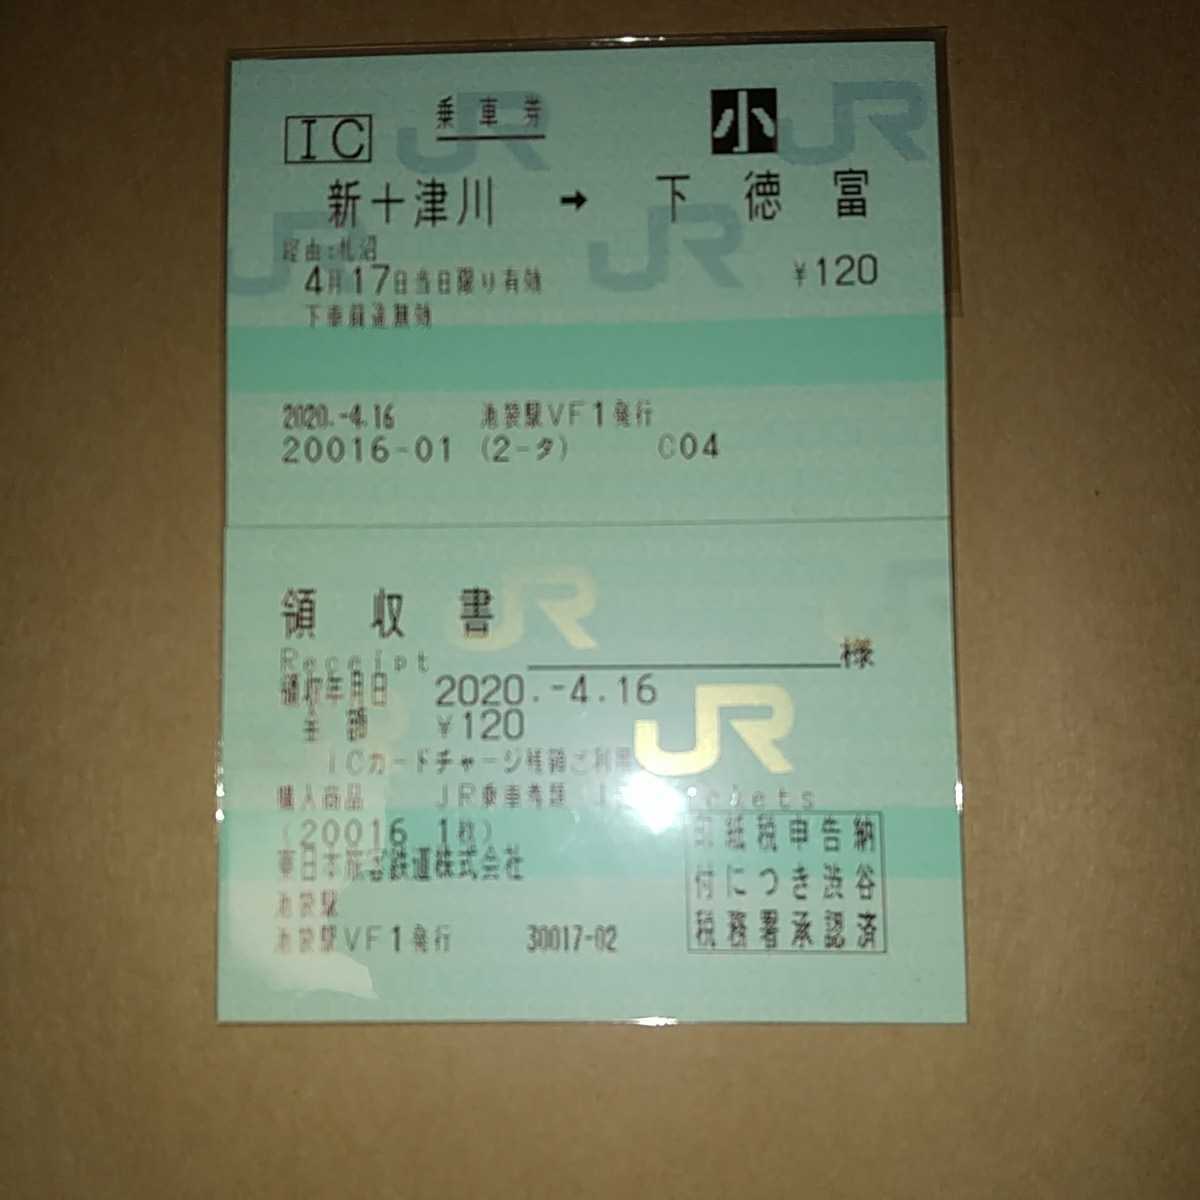 乗車券
IC
小
新十津川 → 下徳富
経由:札沼
4月17日当日限り有効
¥120
下車前途無効
2020.-4.16 池袋駅VF1発行
20016-01 (2-タ) C04
領収書
Receipt 様
領収年月日 2020.-4.16
金額 ¥120
ICカードチャージ残額ご利用
購入商品 JR乗車券類
(20016 1枚)
東日本旅客鉄道株式会社
池袋駅
池袋駅VF1発行 30017-02
印紙税申告納
付につき渋谷
税務署承認済
JR
JR
JR
JR
JR
JR